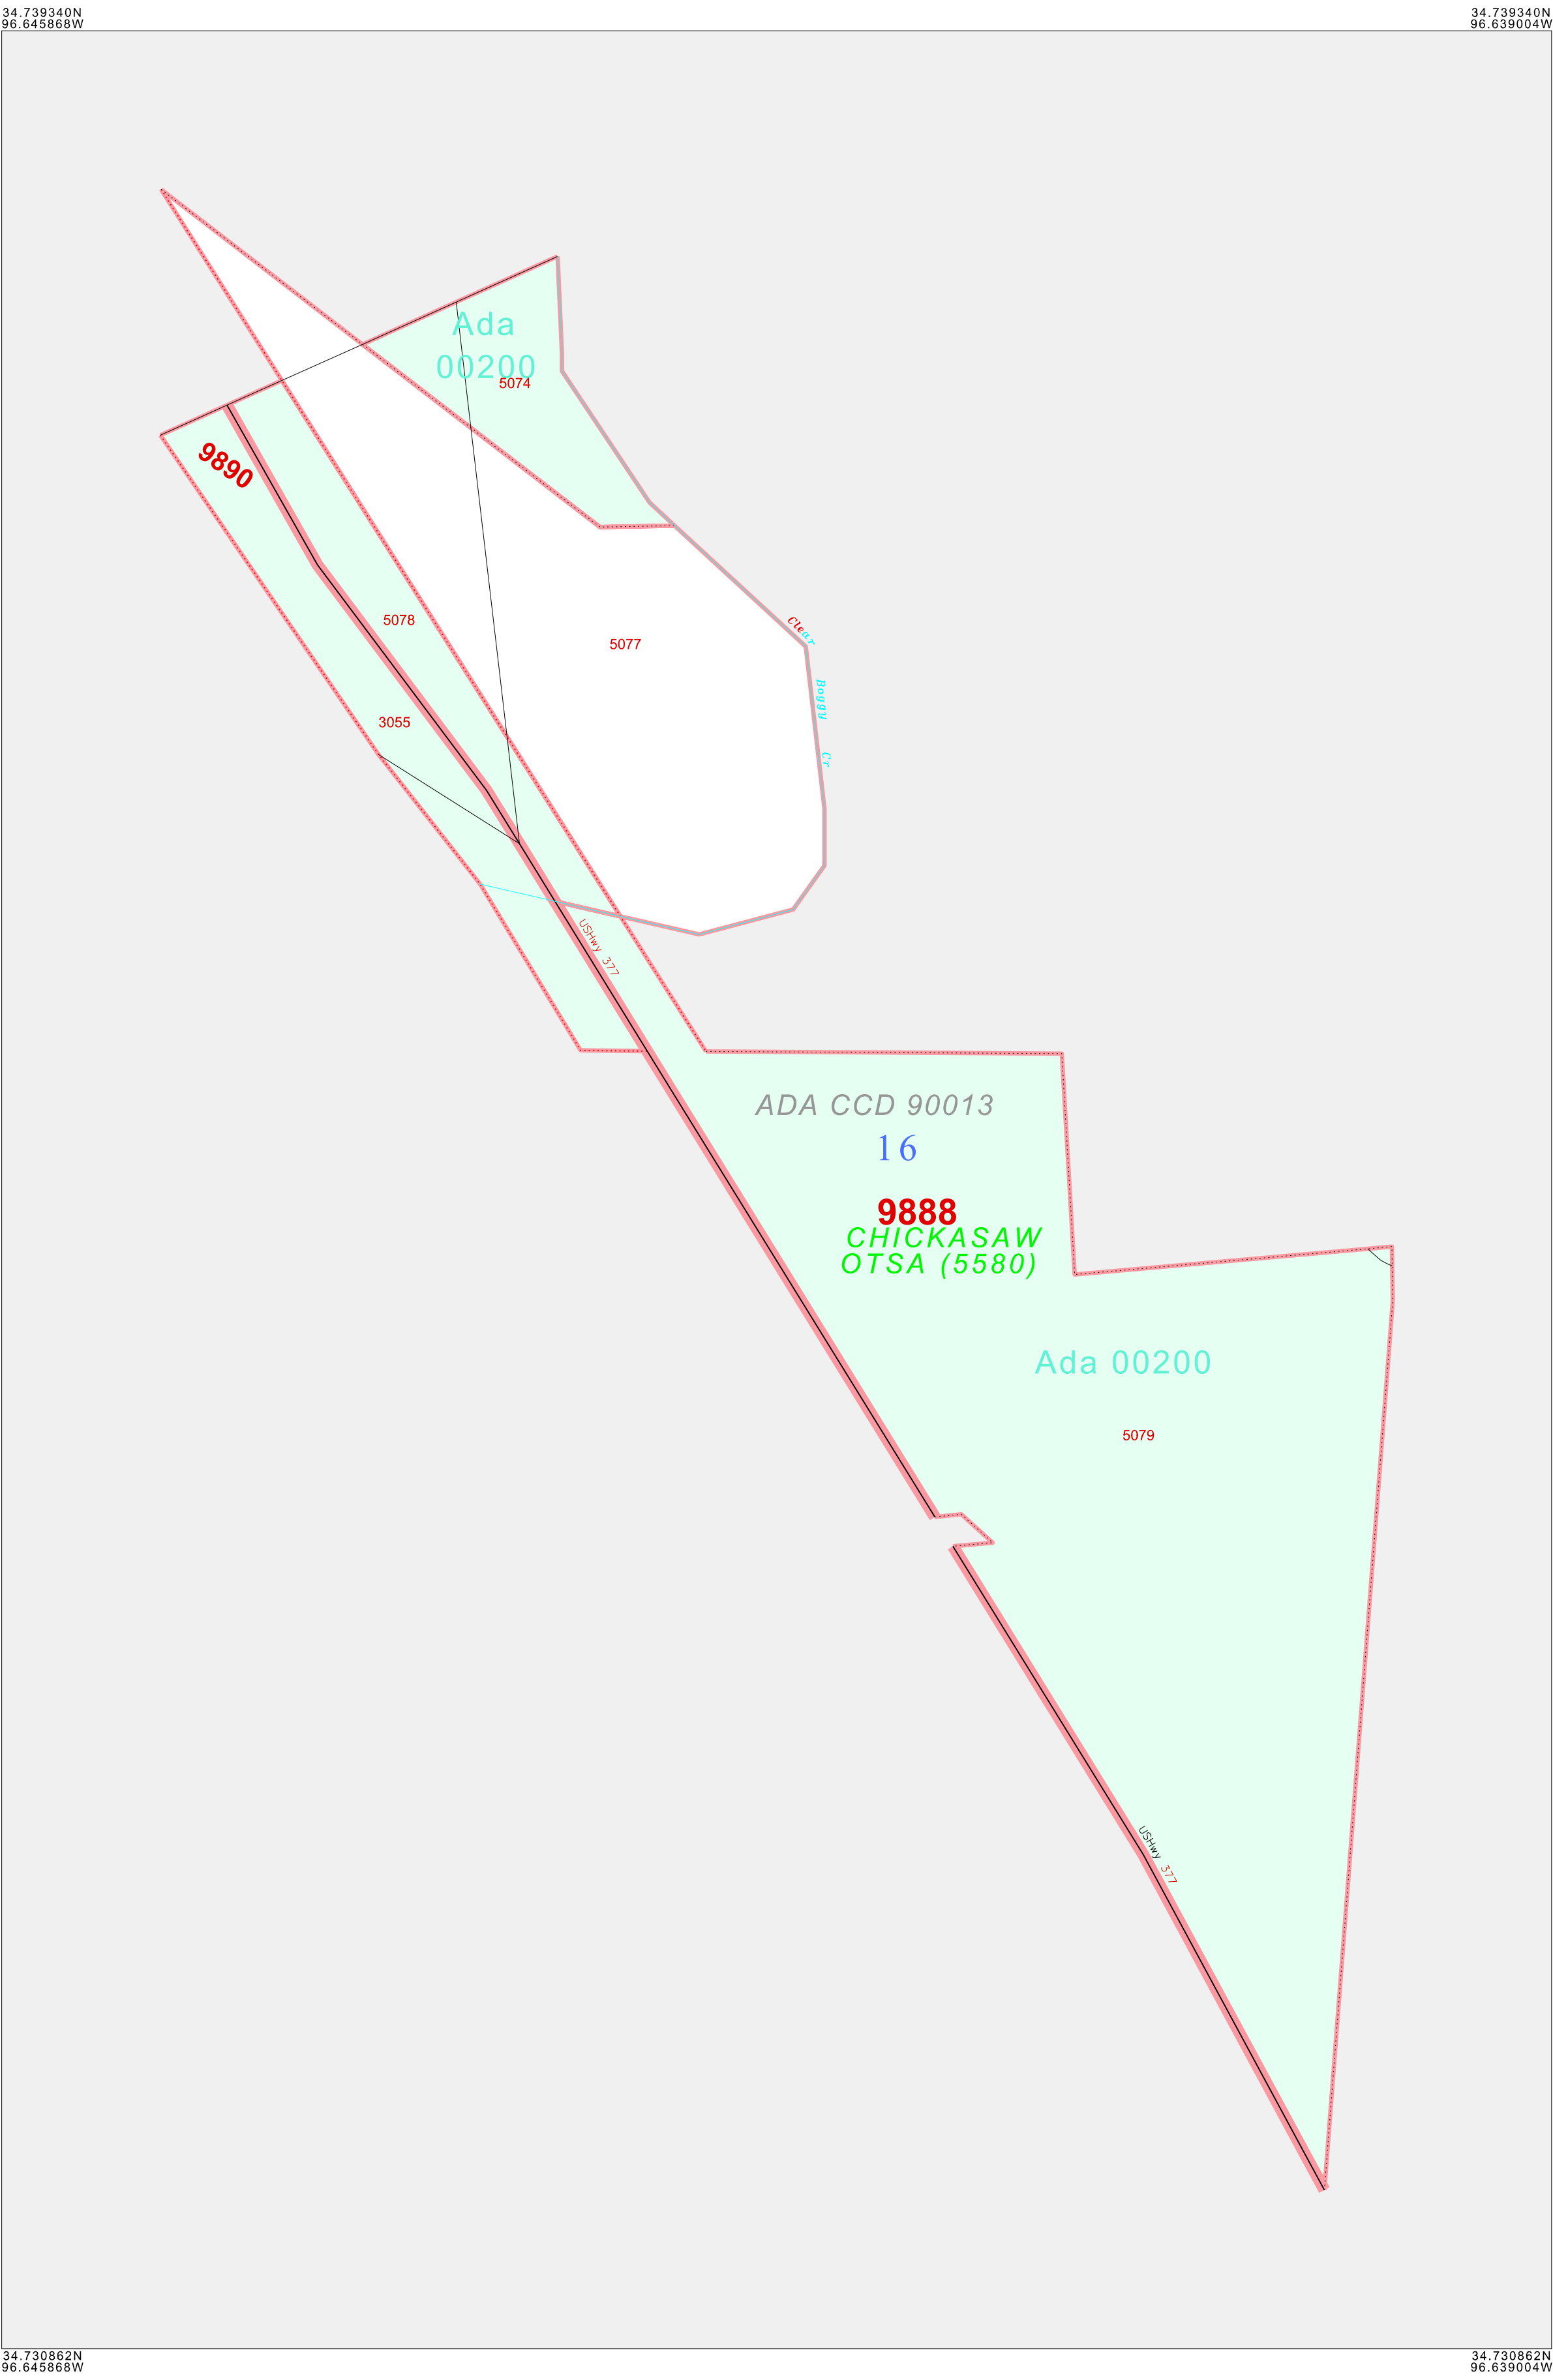 34.739340N
96.645868W
34.739340N
96.639004W
Ada
00200
5074
9890
5078
5077
Clear
Boggy
Cr
3055
USHwy 377
ADA CCD 90013
16
9888
CHICKASAW
OTSA (5580)
Ada 00200
5079
USHwy 377
34.730862N
96.645868W
34.730862N
96.639004W